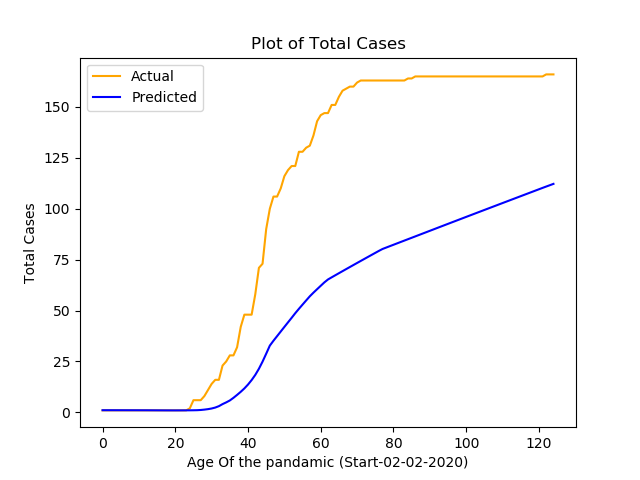 Plot of Total Cases
Actual
Predicted
Total Cases
150
125
100
75
50
25
0
0 20 40 60 80 100 120
Age Of the pandamic (Start-02-02-2020)